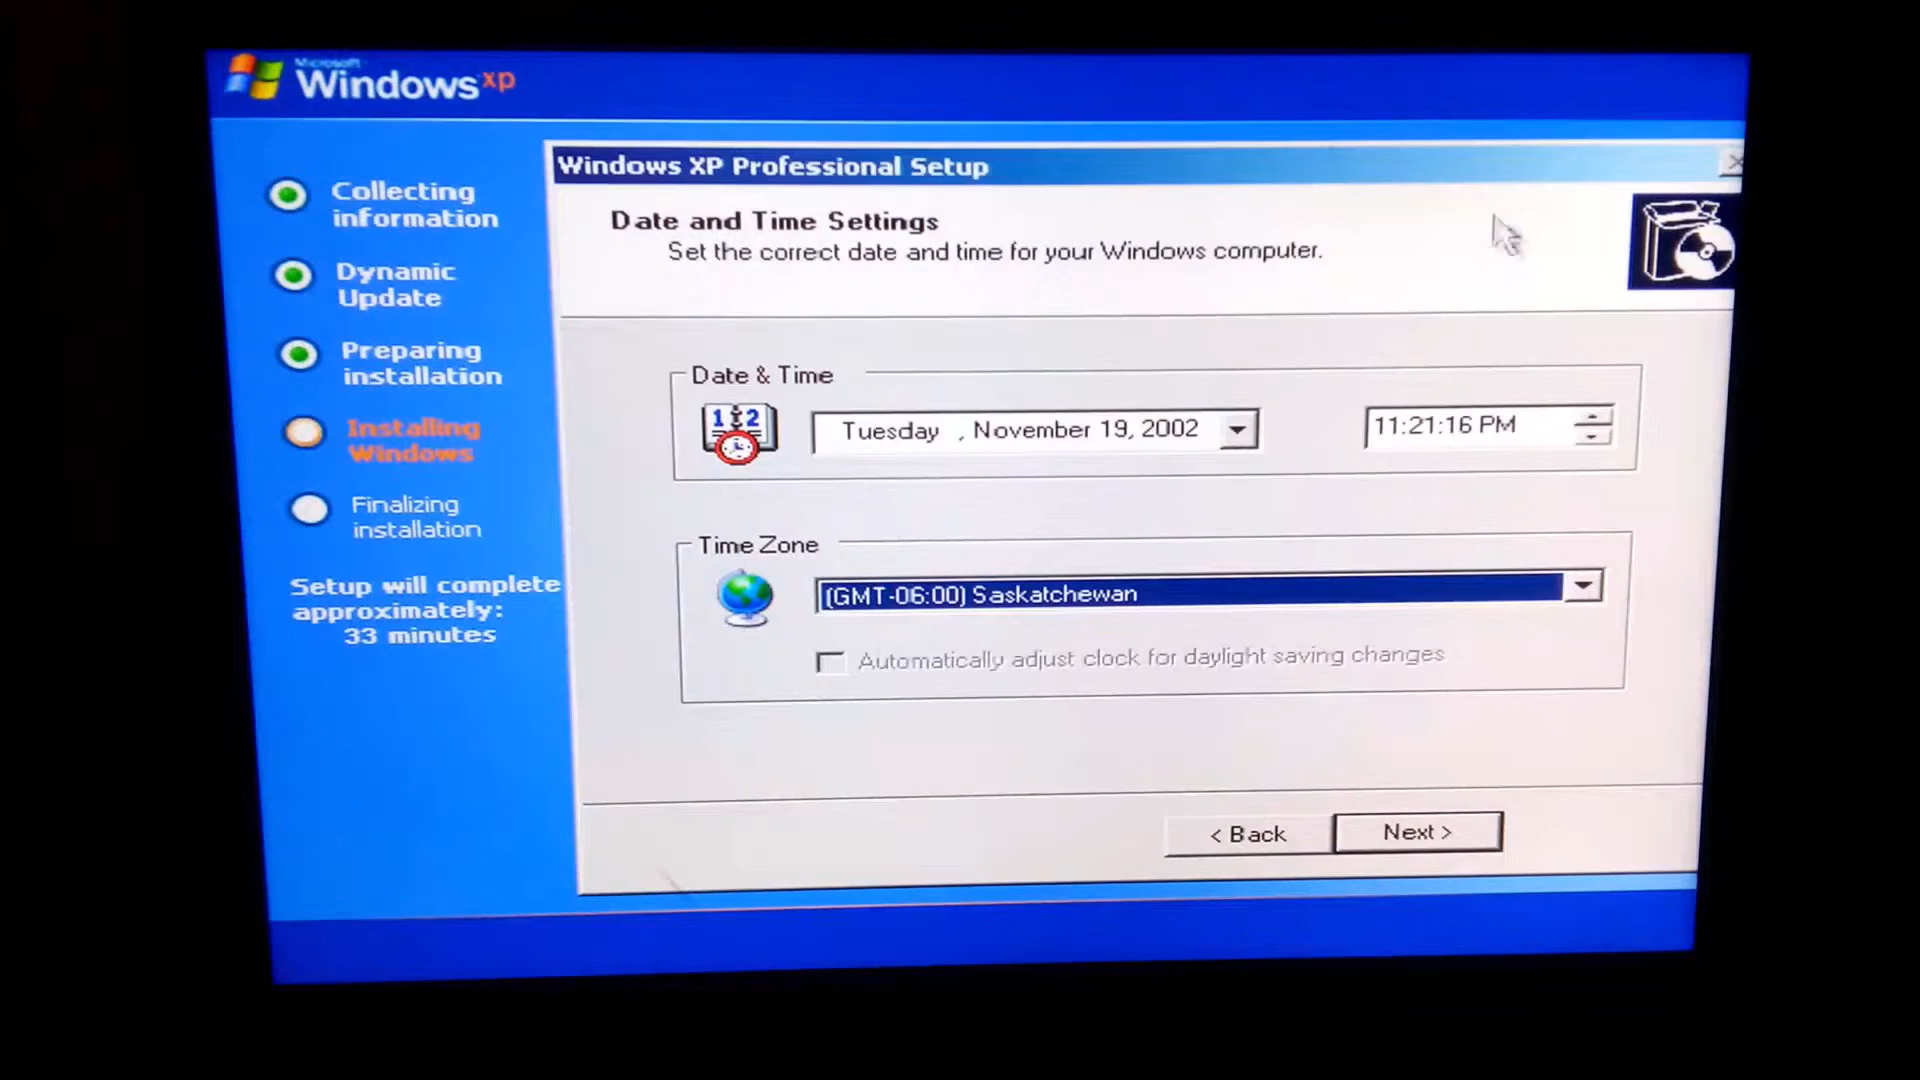 Microsoft
Windows xp
Collecting
information
Dynamic
Update
Preparing
installation
Installing
Windows
Finalizing
installation
Setup will complete
approximately:
33 minutes
Windows XP Professional Setup
Date and Time Settings
Set the correct date and time for your Windows computer.
Date & Time
1 2
Tuesday , November 19, 2002
11:21:16 PM
Time Zone
(GMT-06:00) Saskatchewan
Automatically adjust clock for daylight saving changes
< Back
Next >